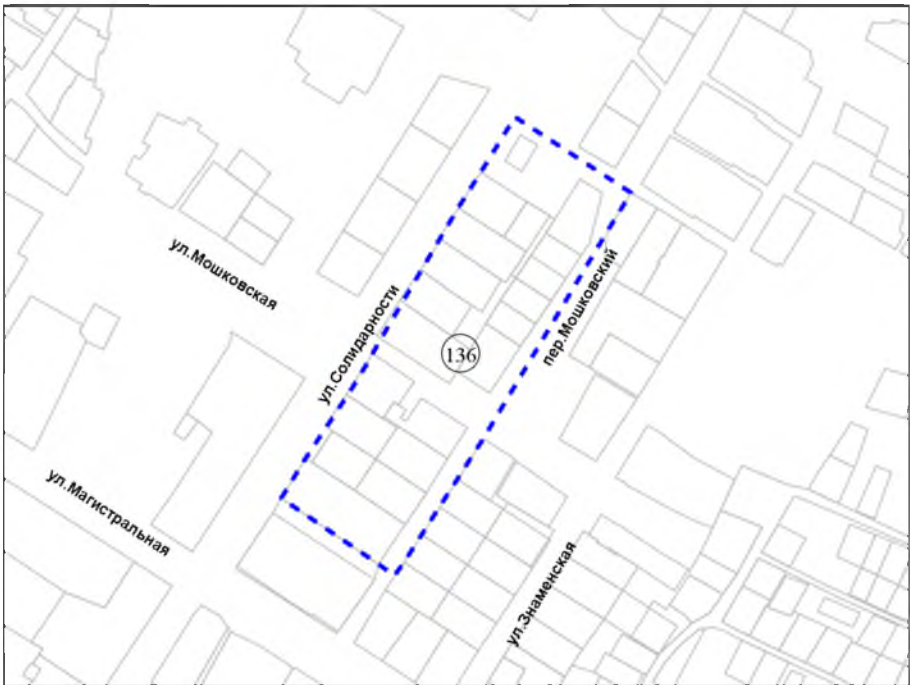 ул.Мошковская
ул.Солидарности
пер.Мошковский
136
ул.Магистральная
ул.Знаменская